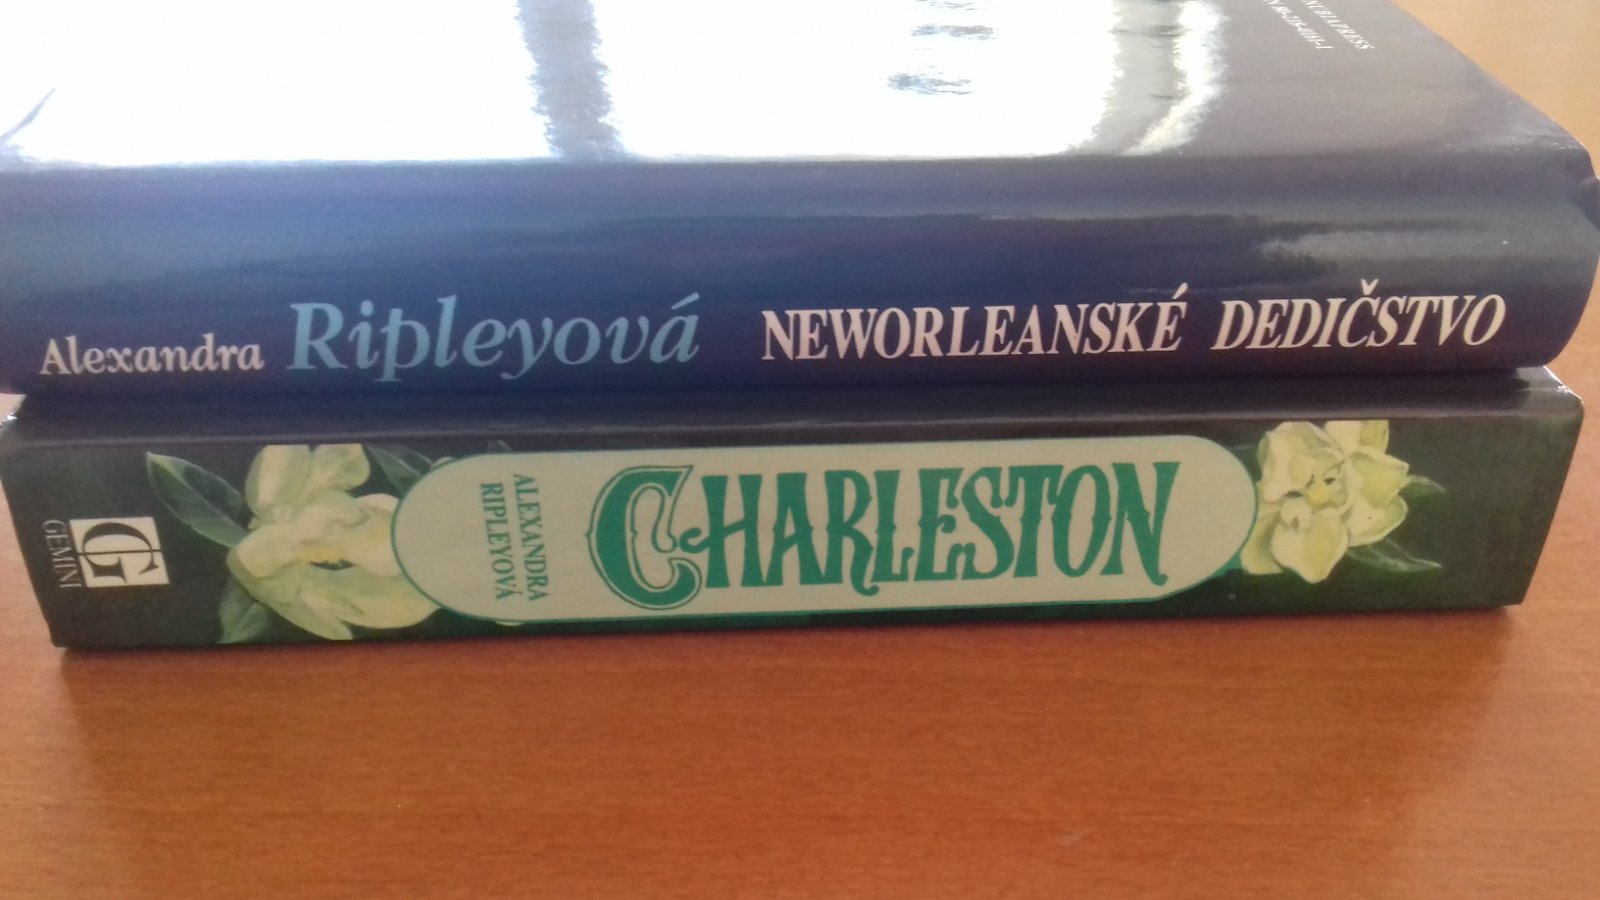 Alexandra Ripleyová NEWORLEANSKÉ DEDIČSTVO
G
GEMINI
ALEXANDRA
RIPLEYOVÁ
CHARLESTON